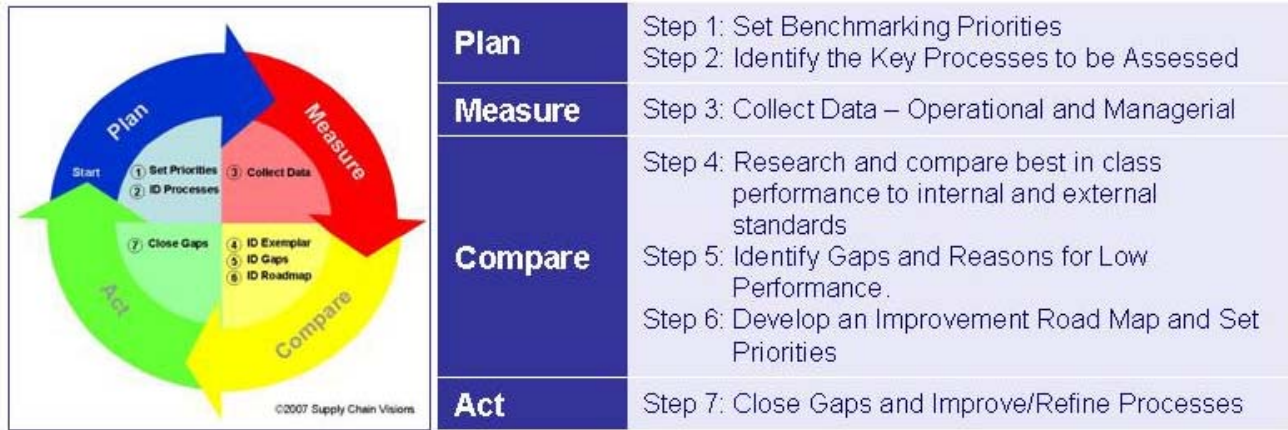 Plan
Measure
Start
① Set Priorities
② ID Processes
③ Collect Data
⑦ Close Gaps
④ ID Exemplar
⑤ ID Gaps
⑥ ID Roadmap
Act
Compare
©2007 Supply Chain Visions
Plan
Step 1: Set Benchmarking Priorities
Step 2: Identify the Key Processes to be Assessed
Measure
Step 3: Collect Data – Operational and Managerial
Compare
Step 4: Research and compare best in class
performance to internal and external
standards
Step 5: Identify Gaps and Reasons for Low
Performance.
Step 6: Develop an Improvement Road Map and Set
Priorities
Act
Step 7: Close Gaps and Improve/Refine Processes